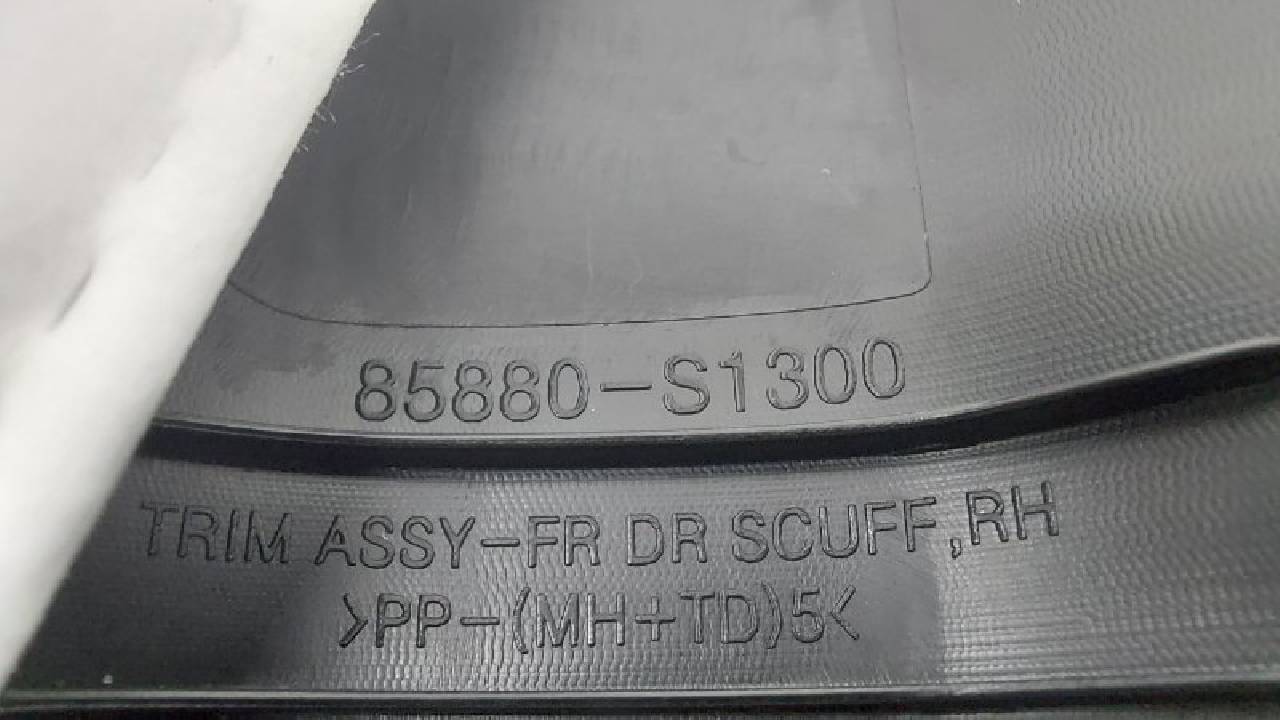 85880-S1300
TRIM ASSY-FR DR SCUFF,RH
>PP-(MH+TD)5<